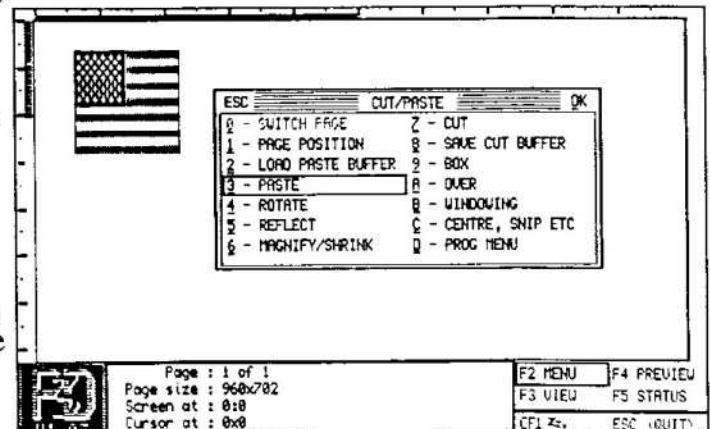 ESC CUT/PASTE OK
0 - SWITCH PAGE
1 - PAGE POSITION
2 - LOAD PASTE BUFFER
3 - PASTE
4 - ROTATE
5 - REFLECT
6 - MAGNIFY/SHRINK
7 - CUT
8 - SAVE CUT BUFFER
9 - BOX
A - OVER
B - WINDOWING
C - CENTRE, SNIP ETC
D - PROG MENU
Page : 1 of 1
Page size : 960x702
Screen at : 0:0
Cursor at : 0x0
F2 MENU F4 PREVIEW
F3 VIEW F5 STATUS
CF1 Zz, ESC (QUIT)